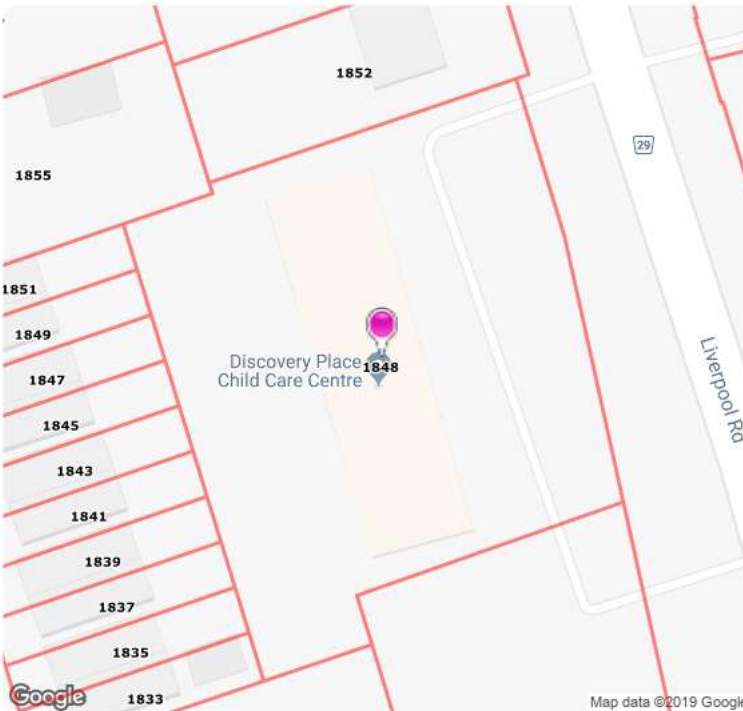 1852
29
1855
1851
1849
Discovery Place
Child Care Centre
1848
Liverpool Rd
1847
1845
1843
1841
1839
1837
1835
1833
Google
Map data ©2019 Google